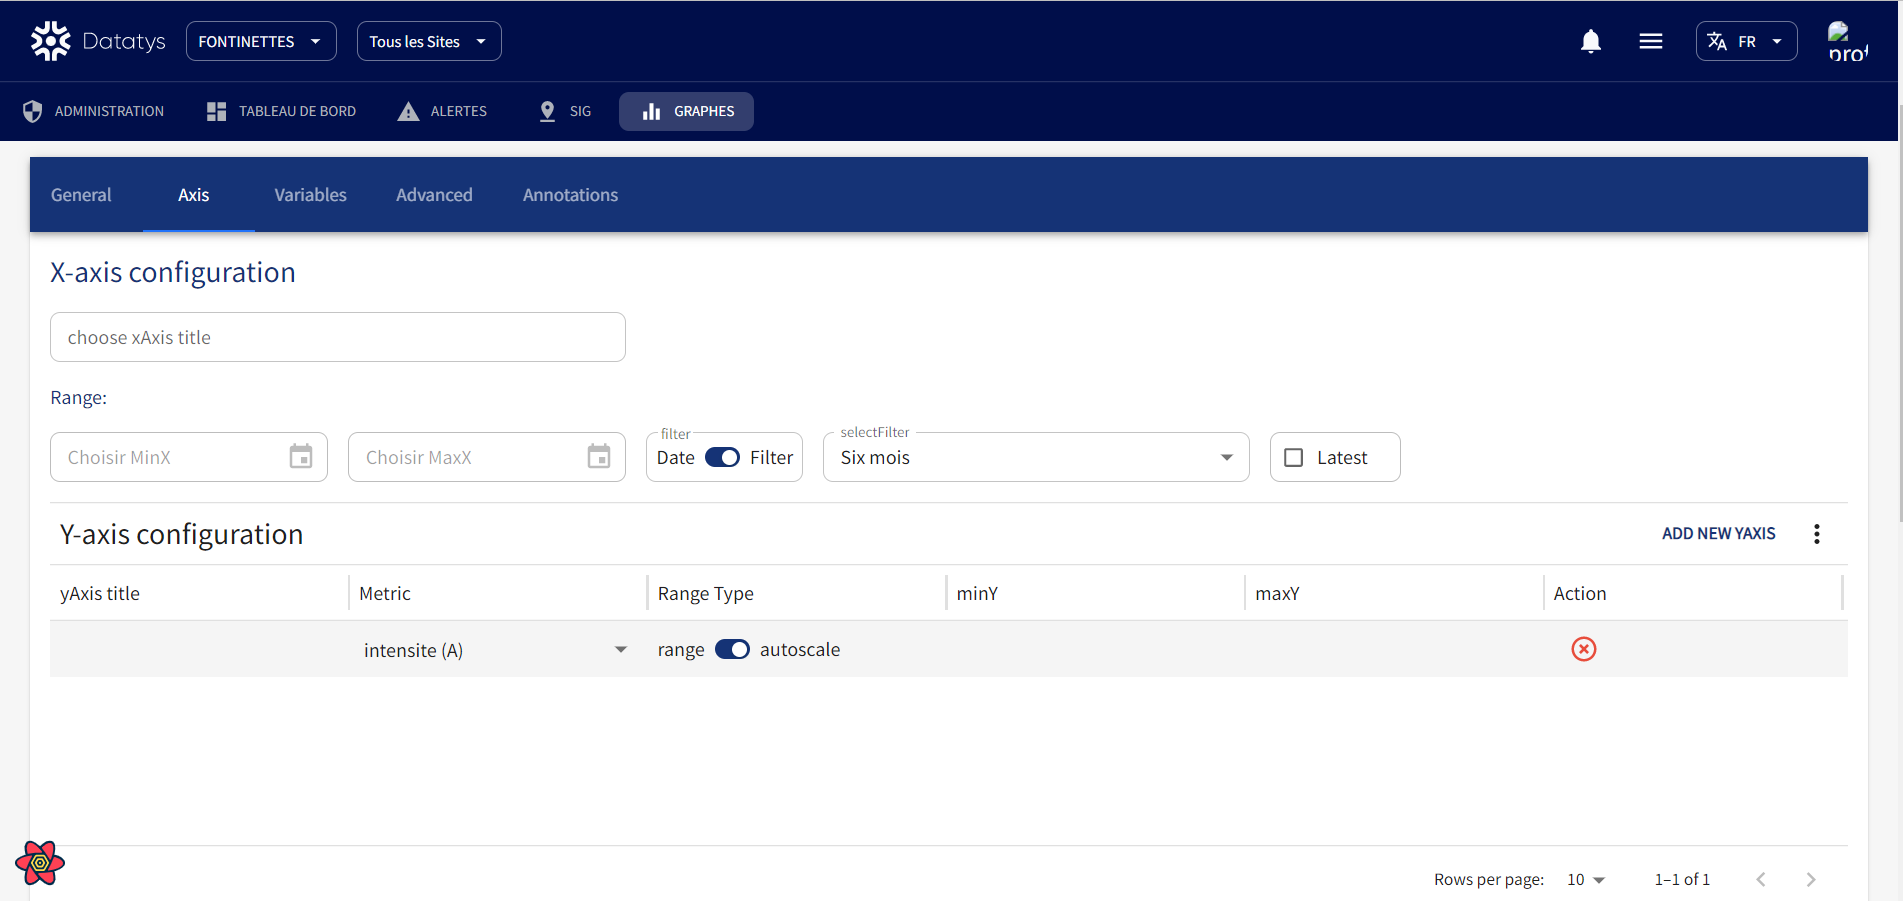 Datatys FONTINETTES Tous les Sites FR prof
ADMINISTRATION TABLEAU DE BORD ALERTES SIG GRAPHES
General Axis Variables Advanced Annotations
X-axis configuration
choose xAxis title
Range:
filter selectFilter
Choisir MinX Choisir MaxX Date Filter Six mois Latest
Y-axis configuration ADD NEW YAXIS
yAxis title Metric Range Type minY maxY Action
intensite (A) range autoscale
Rows per page: 10 1–1 of 1